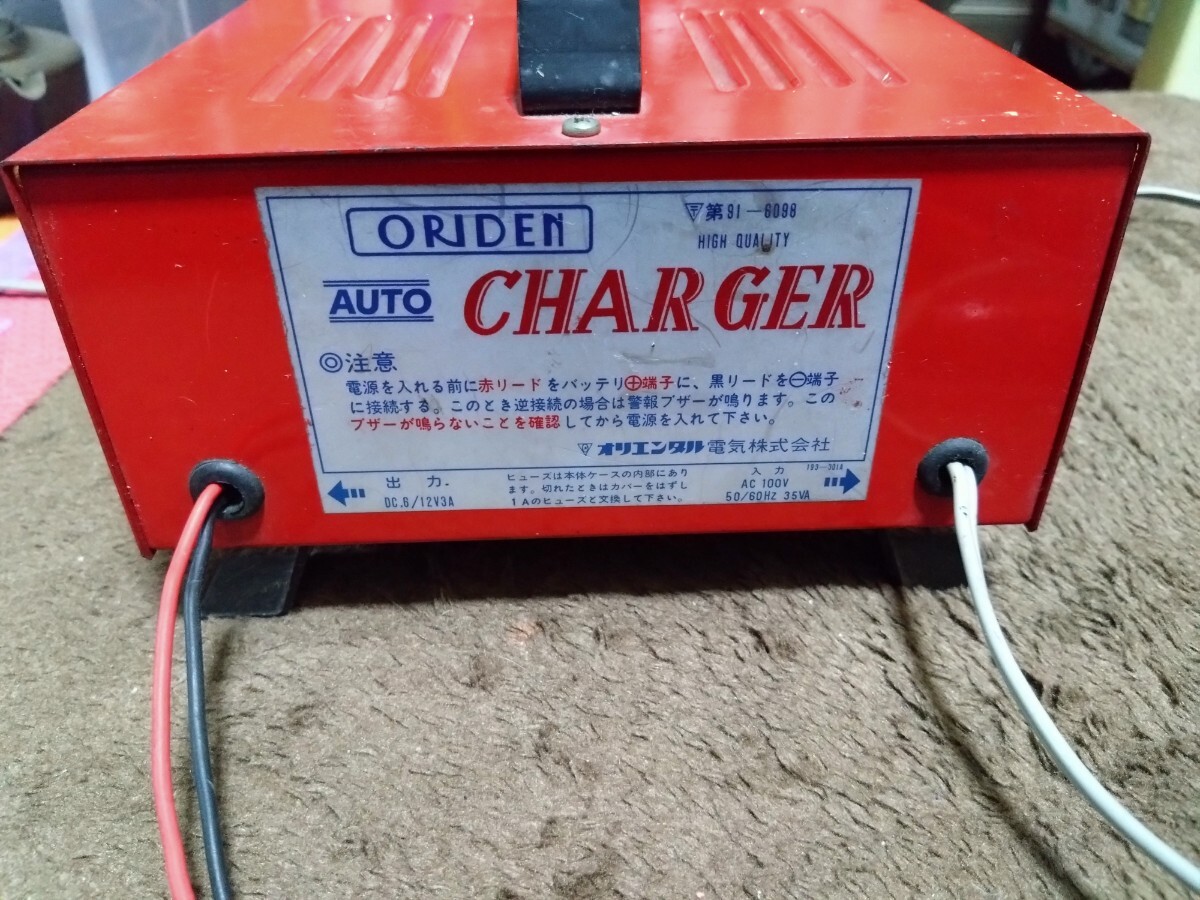 ORIDEN
〒第91-6098
HIGH QUALITY
AUTO CHARGER
◎注意
電源を入れる前に赤リードをバッテリ⊕端子に、黒リードを⊖端子
に接続する。このとき逆接続の場合は警報ブザーが鳴ります。この
ブザーが鳴らないことを確認してから電源を入れて下さい。
オリエンタル電気株式会社
出力.
DC.6/12V3A
ヒューズは本体ケースの内部にあり
ます。切れたときはカバーをはずし
1Aのヒューズと交換して下さい。
193-301A
入力
AC 100V
50/60HZ 35VA